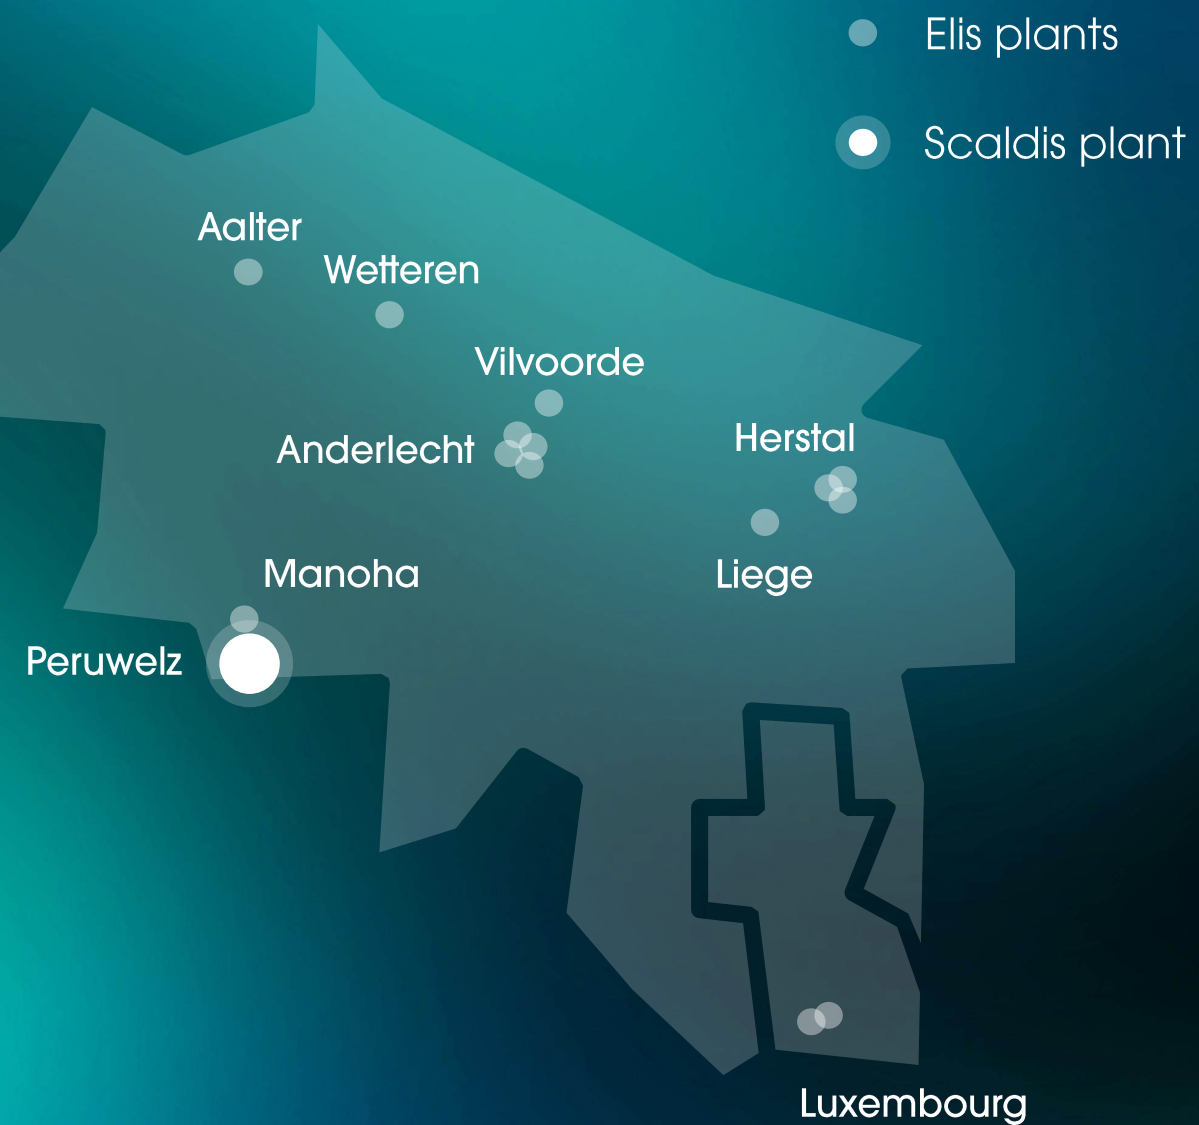 Elis plants
Scaldis plant
Aalter
Wetteren
Vilvoorde
Anderlecht
Herstal
Manoha
Liege
Peruwelz
Luxembourg